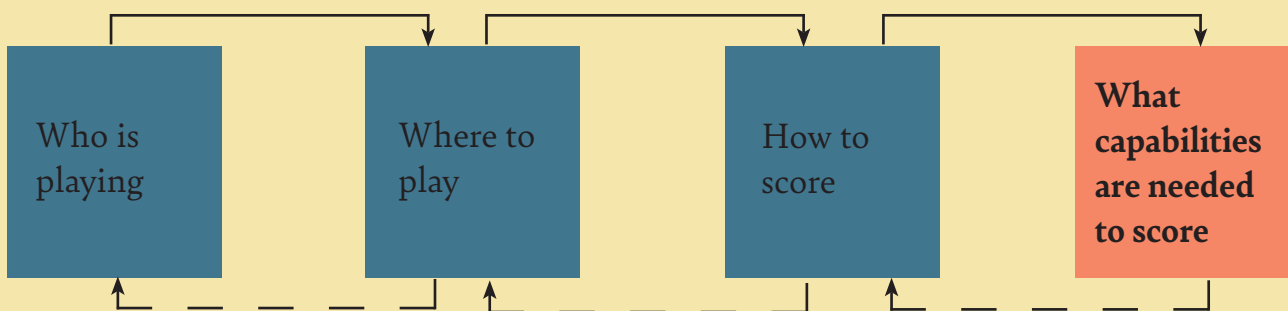 Who is
playing
Where to
play
How to
score
What
capabilities
are needed
to score